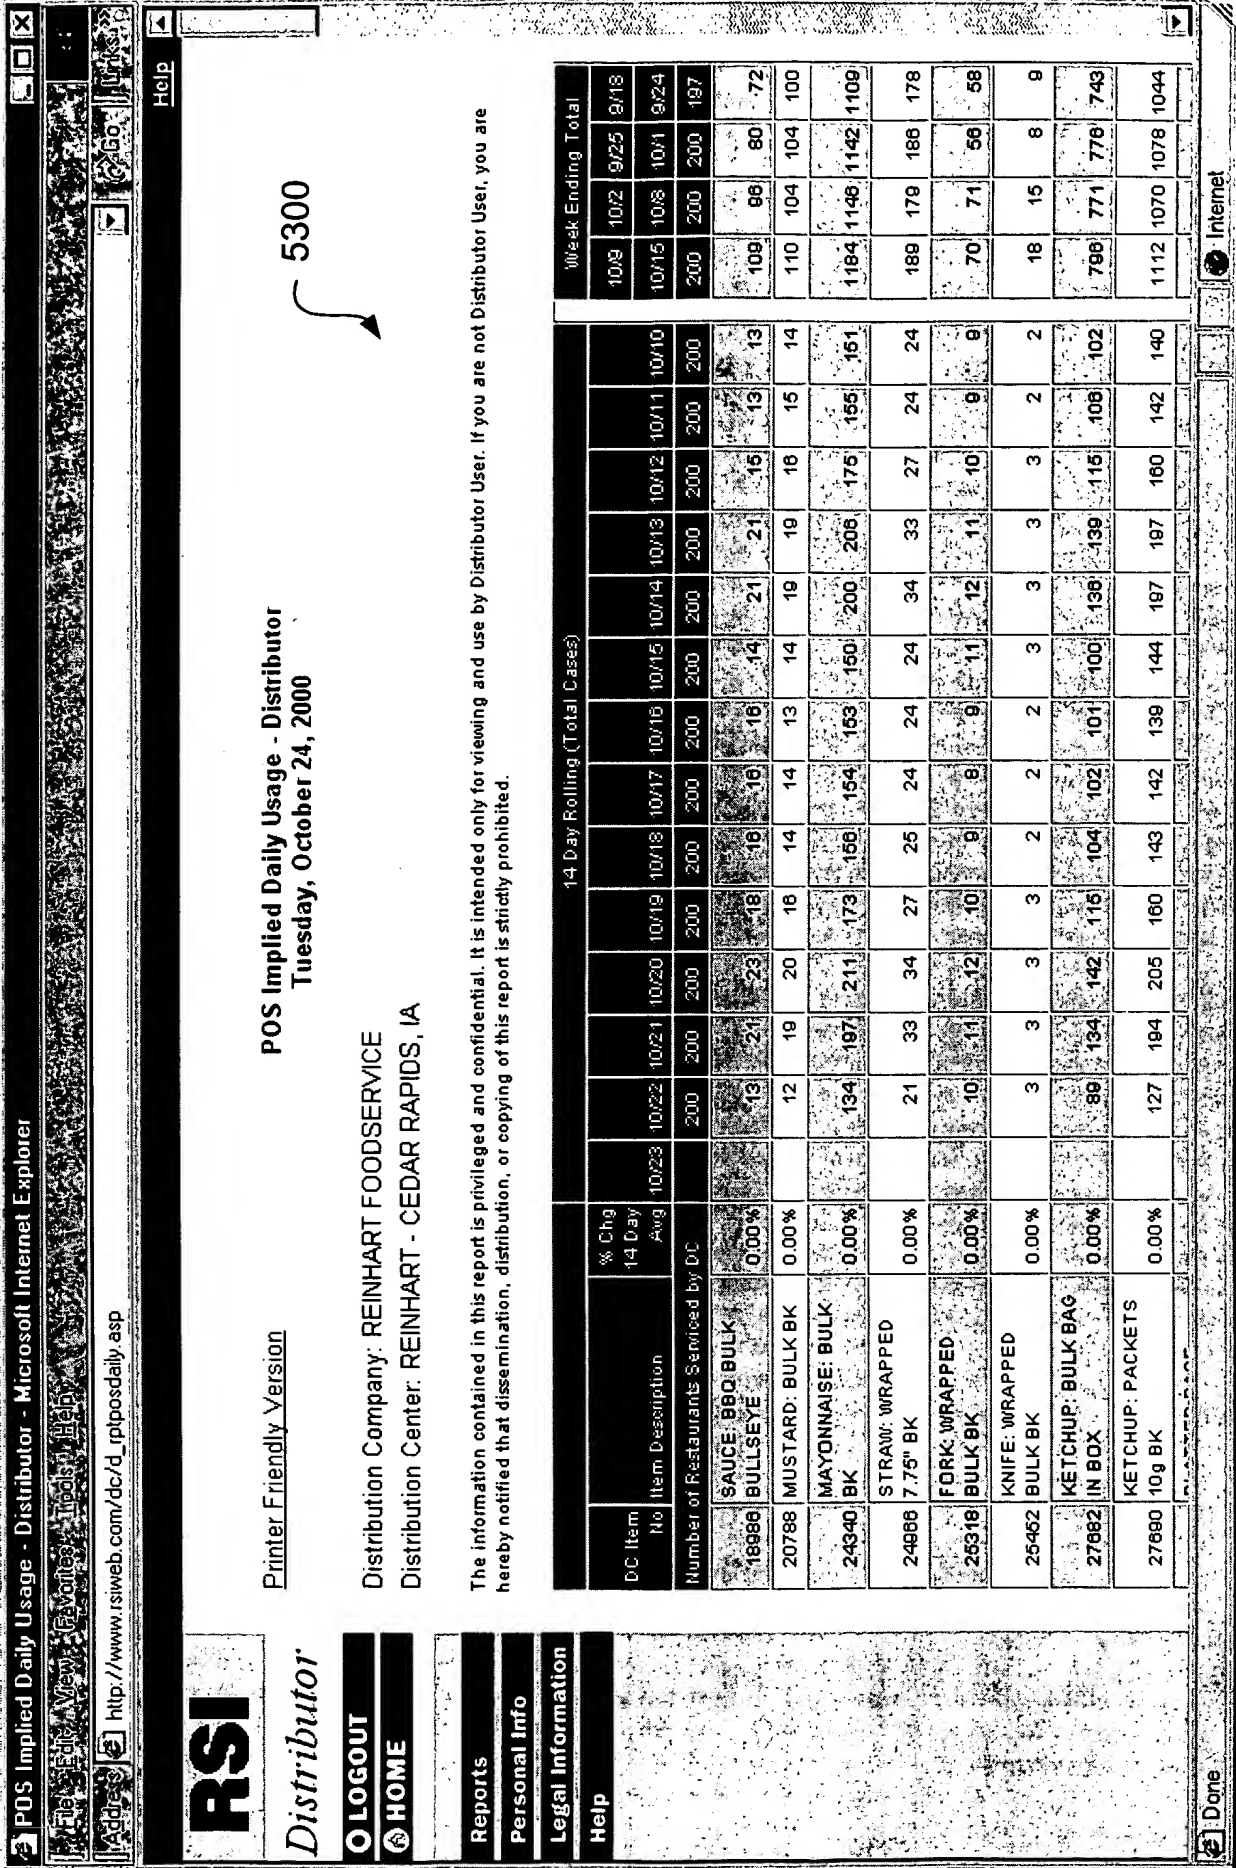 POS Implied Daily Usage - Distributor - Microsoft Internet Explorer
File Edit View Favorites Tools Help
Address http://www.rsiweb.com/dc/d_rptposdaily.asp Go Links
Help
RSI
Distributor
LOGOUT
HOME
Reports
Personal Info
Legal Information
Help
Printer Friendly Version
POS Implied Daily Usage - Distributor
Tuesday, October 24, 2000
5300
Distribution Company: REINHART FOODSERVICE
Distribution Center: REINHART - CEDAR RAPIDS, IA
The information contained in this report is privileged and confidential. It is intended only for viewing and use by Distributor User. If you are not Distributor User, you are
hereby notified that dissemination, distribution, or copying of this report is strictly prohibited.
14 Day Rolling (Total Cases) Week Ending Total
% Chg 10/9 10/2 9/25 9/18
DC Item No Item Description 14 Day Avg 10/23 10/22 10/21 10/20 10/19 10/18 10/17 10/16 10/15 10/14 10/13 10/12 10/11 10/10 10/15 10/8 10/1 9/24
Number of Restaurants Serviced by DC 200 200 200 200 200 200 200 200 200 200 200 200 200 200 200 200 197
18986 SAUCE: BBQ BULK BULLSEYE 0.00% 13 21 23 18 16 16 16 14 21 21 15 13 13 109 96 80 72
20788 MUSTARD: BULK BK 0.00% 12 19 20 16 14 14 13 14 19 19 16 15 14 110 104 104 100
24340 MAYONNAISE: BULK BK 0.00% 134 197 211 173 156 154 153 150 200 206 175 155 151 1184 1146 1142 1109
24966 STRAW: WRAPPED 7.75" BK 0.00% 21 33 34 27 25 24 24 24 34 33 27 24 24 189 179 186 178
25318 FORK: WRAPPED BULK BK 0.00% 10 11 12 10 9 8 9 11 12 11 10 9 9 70 71 56 58
25452 KNIFE: WRAPPED BULK BK 0.00% 3 3 3 3 2 2 2 3 3 3 3 2 2 18 15 8 9
27682 KETCHUP: BULK BAG IN BOX 0.00% 89 134 142 115 104 102 101 100 138 139 115 106 102 796 771 776 743
27690 KETCHUP: PACKETS 10g BK 0.00% 127 194 205 160 143 142 139 144 197 197 160 142 140 1112 1070 1078 1044
Done Internet